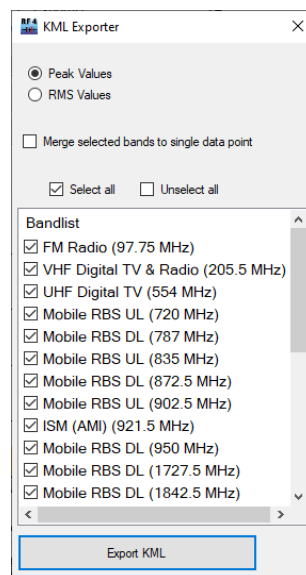 RF4
KML Exporter
Peak Values
RMS Values
Merge selected bands to single data point
Select all Unselect all
Bandlist
FM Radio (97.75 MHz)
VHF Digital TV & Radio (205.5 MHz)
UHF Digital TV (554 MHz)
Mobile RBS UL (720 MHz)
Mobile RBS DL (787 MHz)
Mobile RBS UL (835 MHz)
Mobile RBS DL (872.5 MHz)
Mobile RBS UL (902.5 MHz)
ISM (AMI) (921.5 MHz)
Mobile RBS DL (950 MHz)
Mobile RBS DL (1727.5 MHz)
Mobile RBS DL (1842.5 MHz)
Export KML